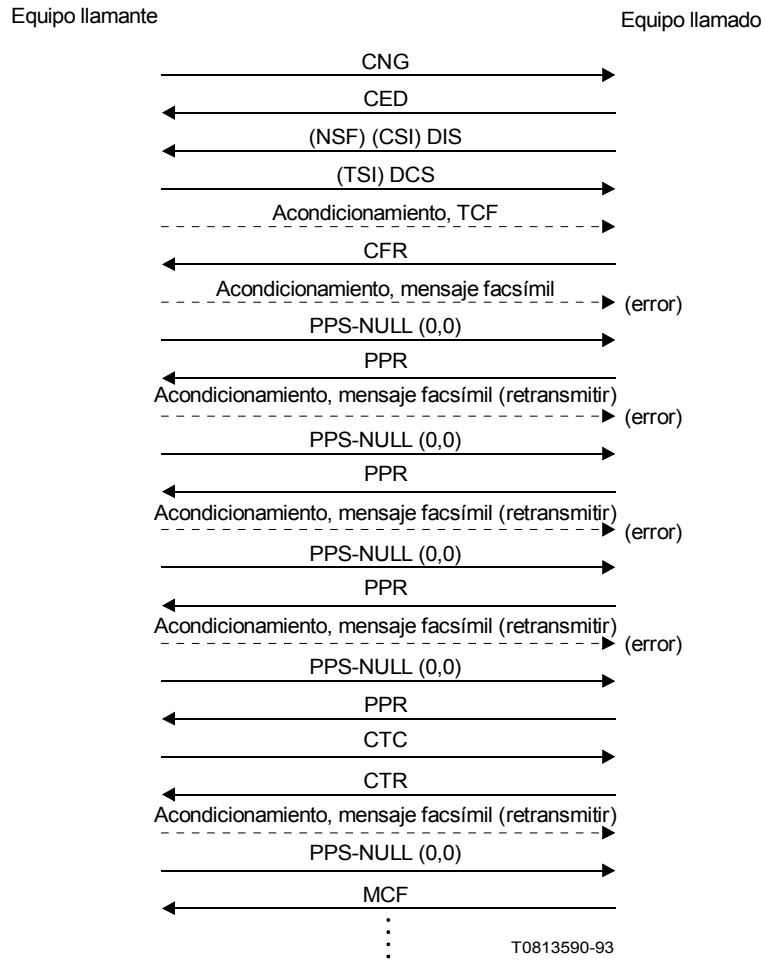 Equipo llamante
Equipo llamado
CNG
CED
(NSF) (CSI) DIS
(TSI) DCS
Acondicionamiento, TCF
CFR
Acondicionamiento, mensaje facsímil
(error)
PPS-NULL (0,0)
PPR
Acondicionamiento, mensaje facsímil (retransmitir)
(error)
PPS-NULL (0,0)
PPR
Acondicionamiento, mensaje facsímil (retransmitir)
(error)
PPS-NULL (0,0)
PPR
Acondicionamiento, mensaje facsímil (retransmitir)
(error)
PPS-NULL (0,0)
PPR
CTC
CTR
Acondicionamiento, mensaje facsímil (retransmitir)
PPS-NULL (0,0)
MCF
T0813590-93